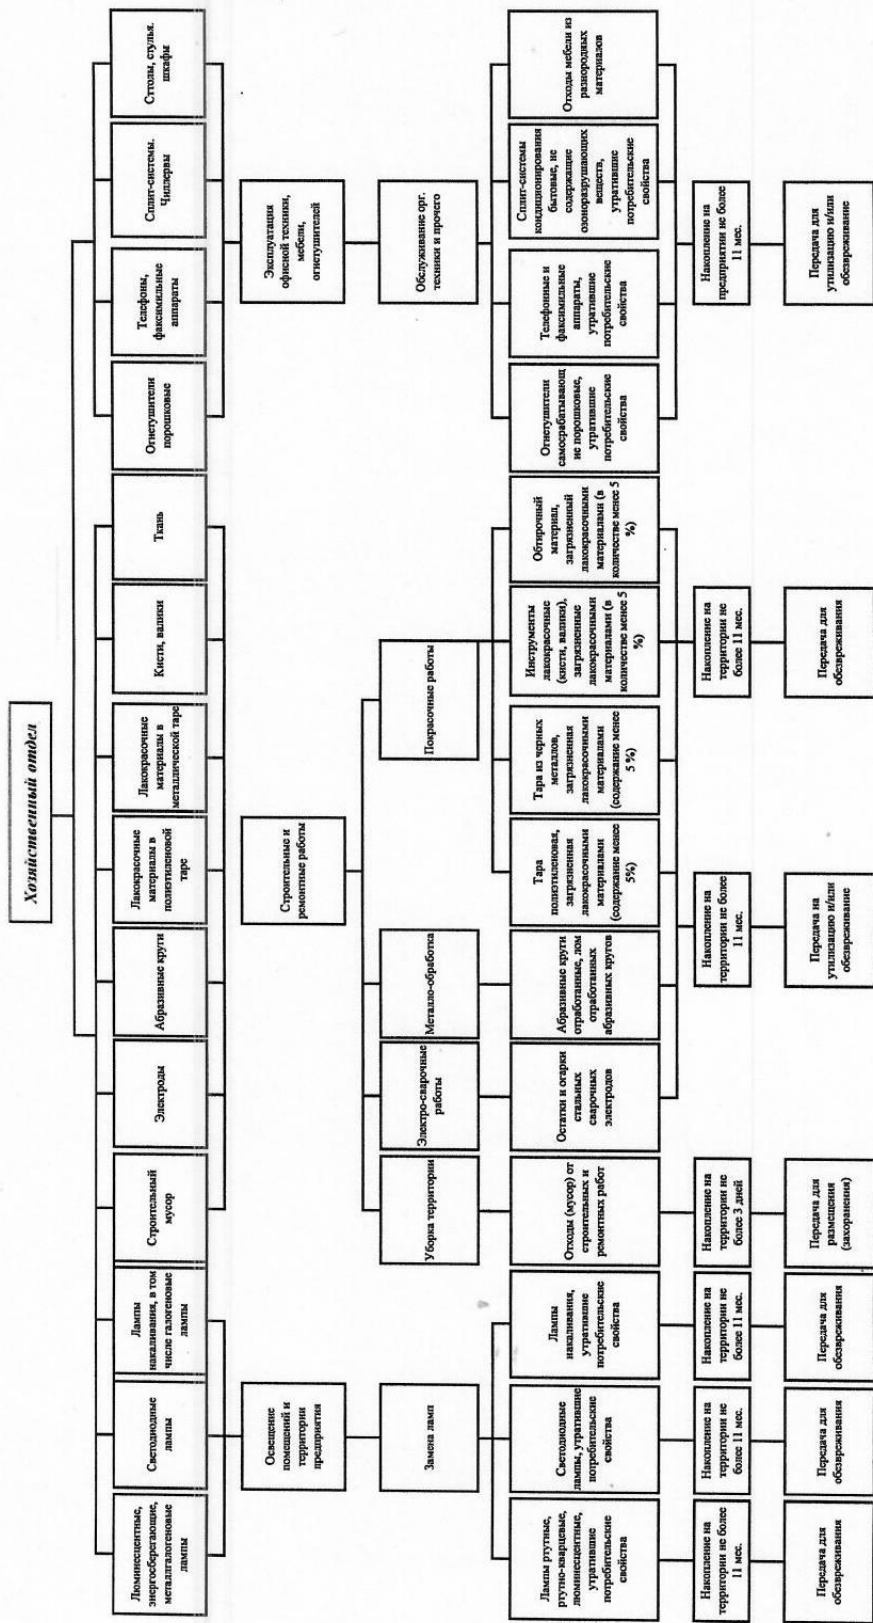 Хозяйственный отдел
Люминесцентные,
энергосберегающие,
металлгалогеновые
лампы
Светодиодные
лампы
Лампы
накаливания, в том
числе галогеновые
лампы
Строительный
мусор
Электроды
Абразивные круги
Лакокрасочные
материалы в
полиэтиленовой
таре
Лакокрасочные
материалы в
металлической таре
Кисти, валики
Ткань
Огнетушители
порошковые
Телефоны,
факсимильные
аппараты
Сплит-системы.
Чиллервы
Сттолы, стулья.
шкафы
Освещение
помещений и
территории
предприятия
Строительные и
ремонтные работы
Эксплуатация
офисной техники,
мебели,
огнетушителей
Замена ламп
Уборка территории
Электро-сварочные
работы
Металло-обработка
Покрасочные работы
Обслуживание орг.
техники и прочего
Лампы ртутные,
ртутно-кварцевые,
люминесцентные,
утратившие
потребительские
свойства
Светодиодные
лампы, утратившие
потребительские
свойства
Лампы
накаливания,
утратившие
потребительские
свойства
Отходы (мусор) от
строительных и
ремонтных работ
Остатки и огарки
стальных
сварочных
электродов
Абразивные круги
отработанные, лом
отработанных
абразивных кругов
Тара
полиэтиленовая,
загрязненная
лакокрасочными
материалами
(содержание менее
5%)
Тара из черных
металлов,
загрязненная
лакокрасочными
материалами
(содержание менее
5 %)
Инструменты
лакокрасочные
(кисти, валики),
загрязненные
лакокрасочными
материалами (в
количестве менее 5
%)
Обтирочный
материал,
загрязненный
лакокрасочными
материалами (в
количестве менее 5
%)
Огнетушители
самосрабатывающ
ие порошковые,
утратившие
потребительские
свойства
Телефонные и
факсимильные
аппараты,
утратившие
потребительские
свойства
Сплит-системы
кондиционирования
бытовые, не
содержащие
озоноразрушающих
веществ,
утратившие
потребительские
свойства
Отходы мебели из
разнородных
материалов
Накопление на
территории не более
11 мес.
Накопление на
территории не
более 11 мес.
Накопление на
территории не
более 11 мес.
Накопление на
территории не
более 3 дней
Накопление на
территории не более
11 мес.
Накопление на
территории не
более 11 мес.
Накопление на
предприятии не более
11 мес.
Передача для
обезвреживания
Передача для
обезвреживания
Передача для
обезвреживания
Передача для
размещения
(захоранения)
Передача на
утилизацию и/или
обезвреживание
Передача для
обезвреживания
Передача для
утилизацию и/или
обезвреживание